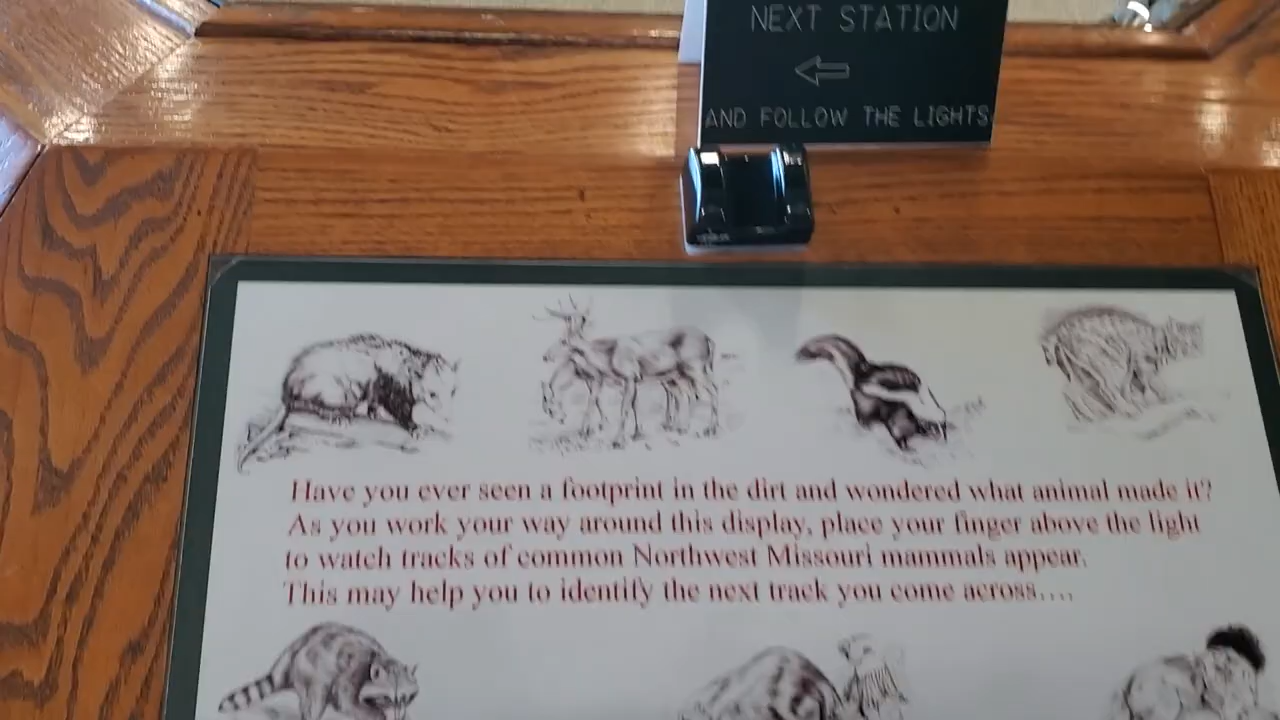 NEXT STATION
AND FOLLOW THE LIGHTS
Have you ever seen a footprint in the dirt and wondered what animal made it?
As you work your way around this display, place your finger above the light
to watch tracks of common Northwest Missouri mammals appear.
This may help you to identify the next track you come across....